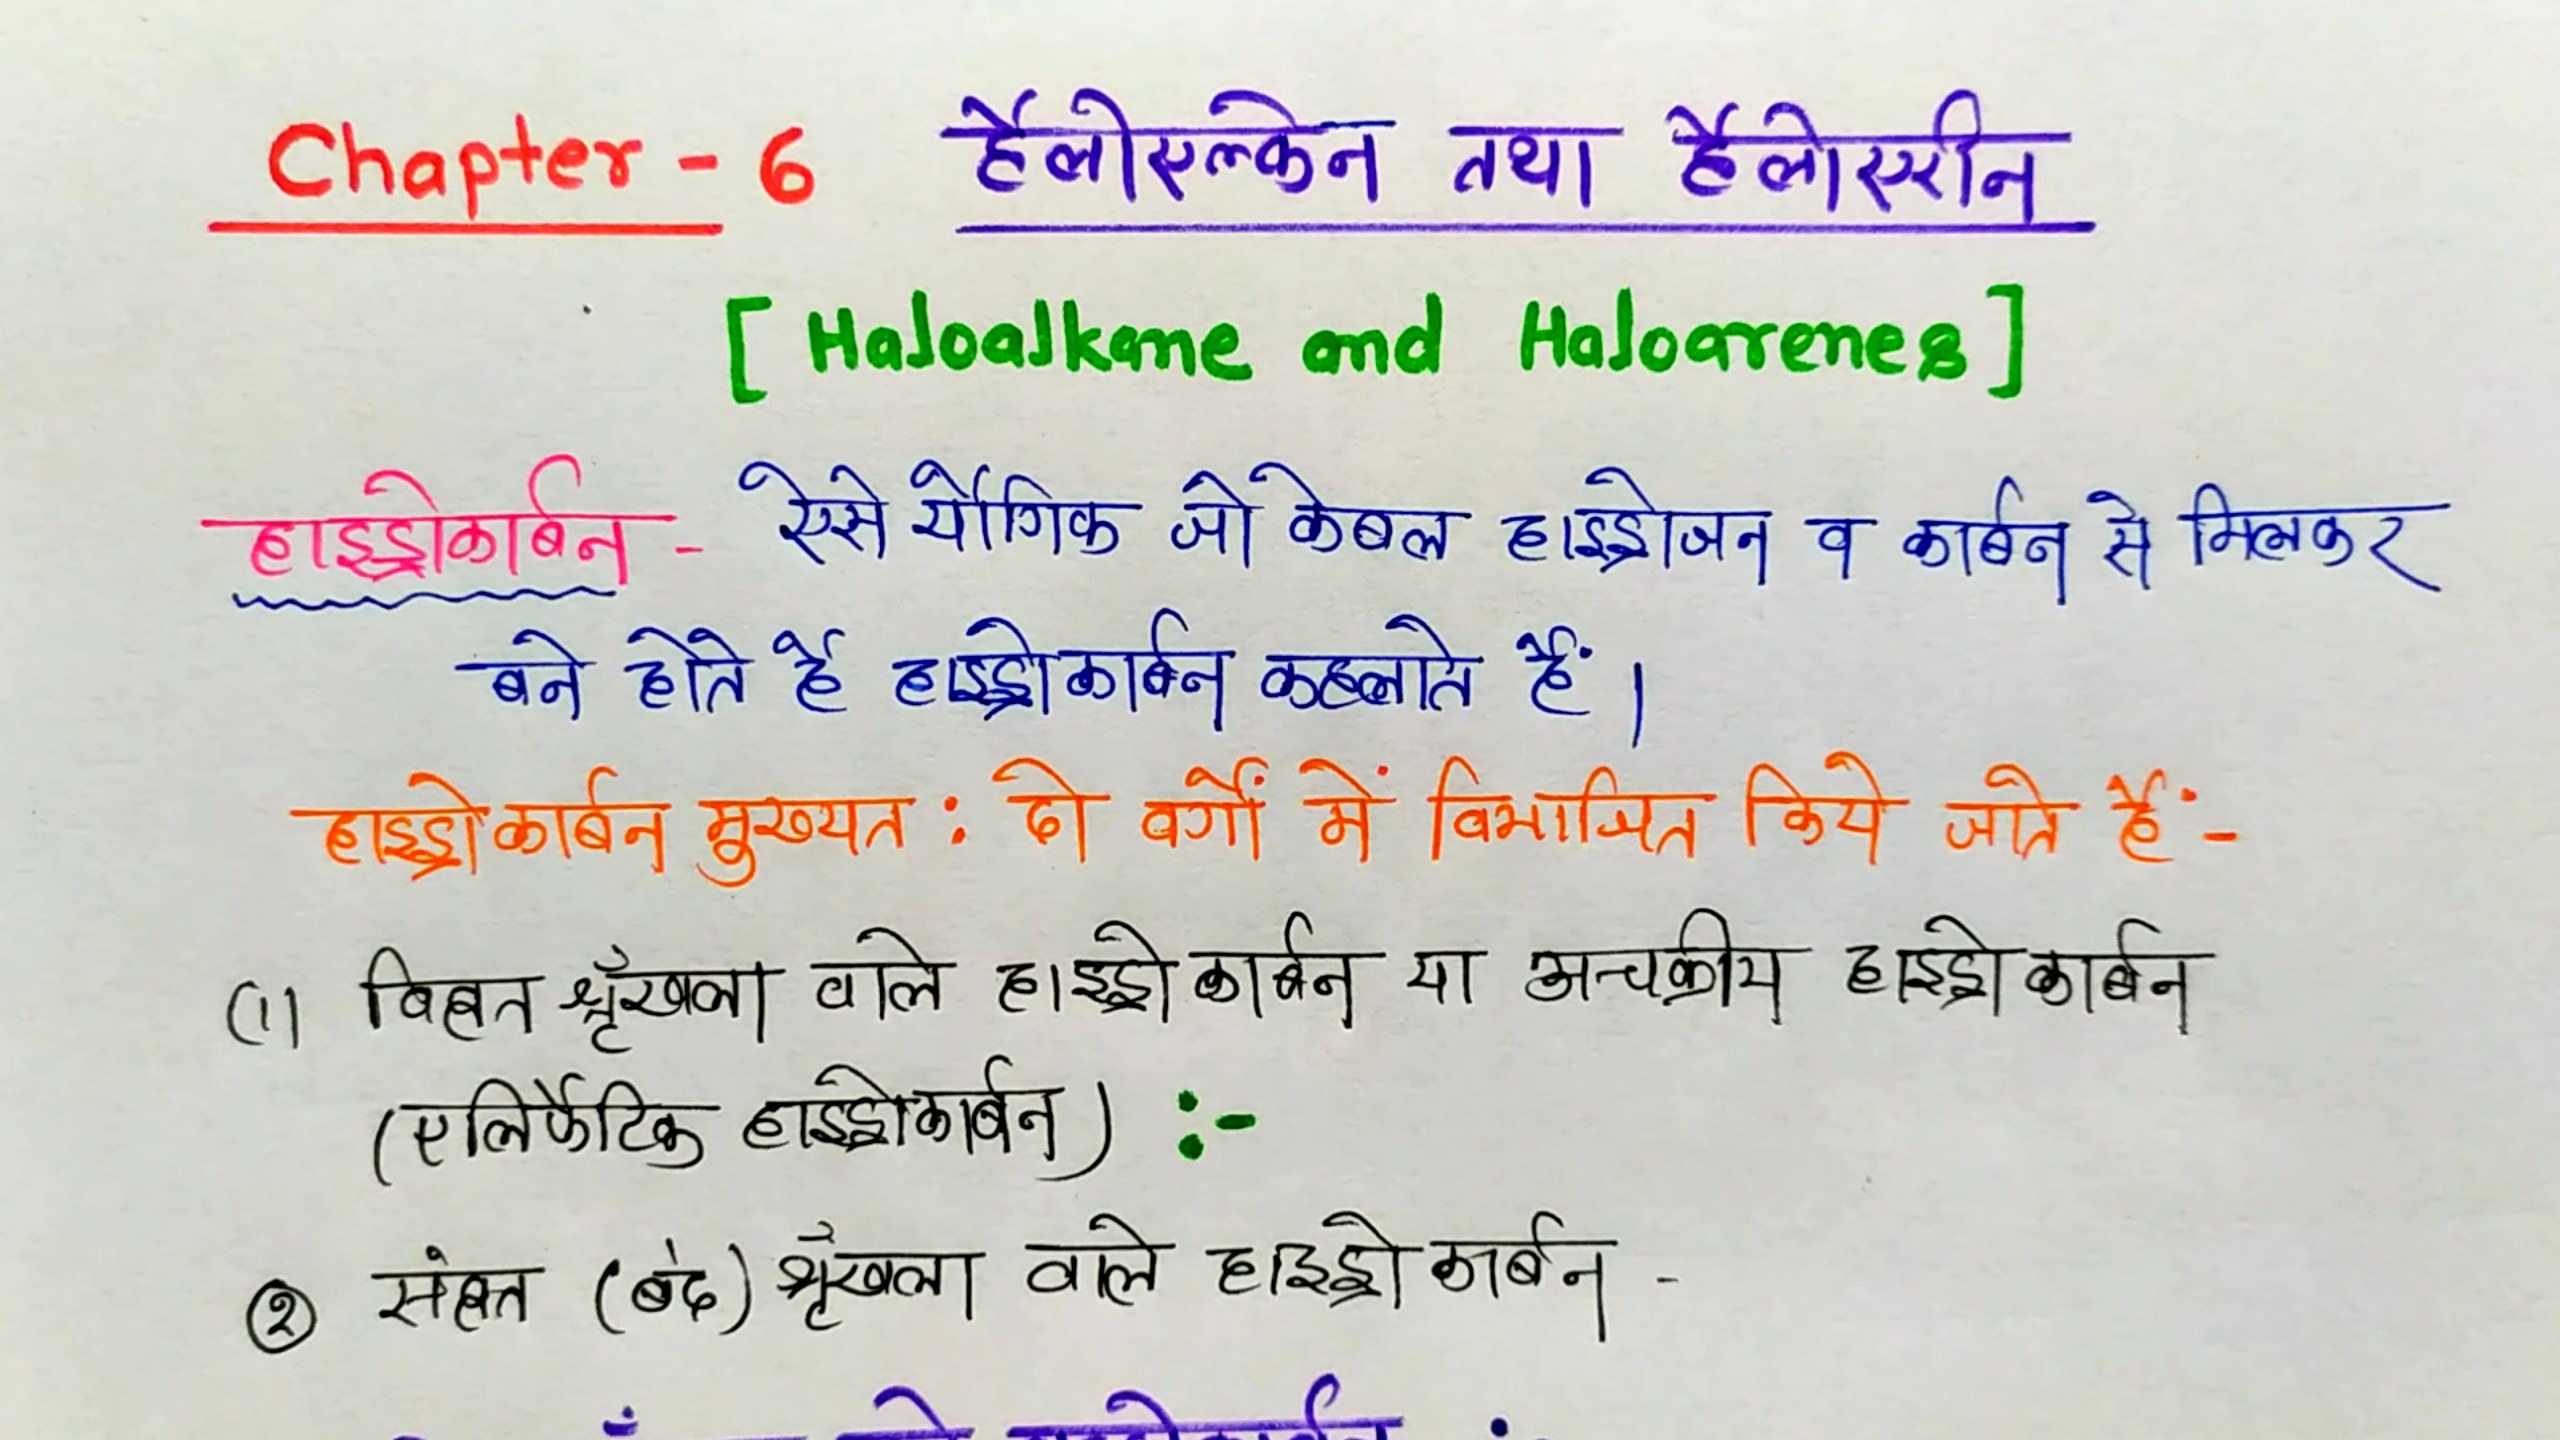 Chapter - 6 हैलोएल्केन तथा हैलोएरीन
[ Haloalkane and Haloarenes ]
हाइड्रोकार्बन - ऐसे यौगिक जो केबल हाइड्रोजन व कार्बन से मिलकर
बने होते है हाइड्रोकार्बन कहलाते हैं |
हाइड्रोकार्बन मुख्यत : दो वर्गों में विभाजित किये जाते हैं -
(1) विवृत श्रृँखला वाले हाइड्रोकार्बन या अचक्रीय हाइड्रोकार्बन
(एलिफैटिक हाइड्रोकार्बन) :-
② संवृत (बंद) श्रृँखला वाले हाइड्रोकार्बन -